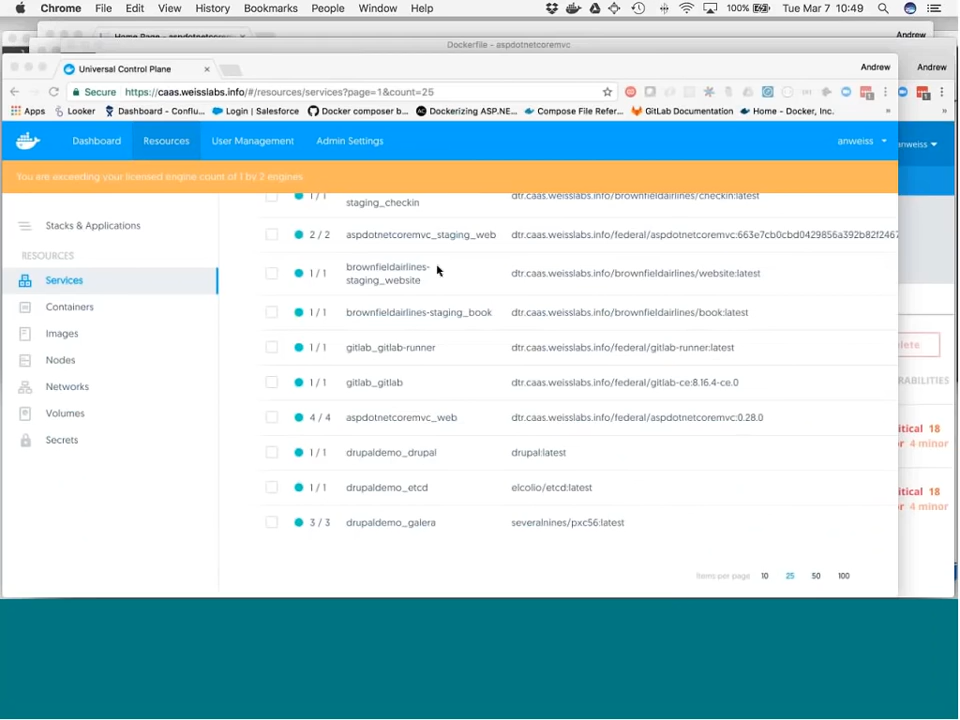 Chrome File Edit View History Bookmarks People Window Help 100% Tue Mar 7 10:49
Home Page - aspdotnetcorem Andrew
Dockerfile - aspdotnetcoremvc
Universal Control Plane × Andrew Andrew
Secure https://caas.weisslabs.info/#/resources/services?page=1&count=25
Apps Looker Dashboard - Conflu... Login | Salesforce Docker composer b... Dockerizing ASP.NE... Compose File Refer... GitLab Documentation Home - Docker, Inc. »
Dashboard Resources User Management Admin Settings anweiss anweiss
You are exceeding your licensed engine count of 1 by 2 engines
Stacks & Applications
RESOURCES
Services
Containers
Images
Nodes
Networks
Volumes
Secrets
1 / 1 staging_checkin dtr.caas.weisslabs.info/brownfieldairlines/checkin:latest
2 / 2 aspdotnetcoremvc_staging_web dtr.caas.weisslabs.info/federal/aspdotnetcoremvc:663e7cb0cbd0429856a392b82f2467
1 / 1 brownfieldairlines-
staging_website dtr.caas.weisslabs.info/brownfieldairlines/website:latest
1 / 1 brownfieldairlines-staging_book dtr.caas.weisslabs.info/brownfieldairlines/book:latest
1 / 1 gitlab_gitlab-runner dtr.caas.weisslabs.info/federal/gitlab-runner:latest
1 / 1 gitlab_gitlab dtr.caas.weisslabs.info/federal/gitlab-ce:8.16.4-ce.0
4 / 4 aspdotnetcoremvc_web dtr.caas.weisslabs.info/federal/aspdotnetcoremvc:0.28.0
1 / 1 drupaldemo_drupal drupal:latest
1 / 1 drupaldemo_etcd elcolio/etcd:latest
3 / 3 drupaldemo_galera severalnines/pxc56:latest
Items per page 10 25 50 100
lete
RABILITIES
itical 18
or 4 minor
itical 18
or 4 minor